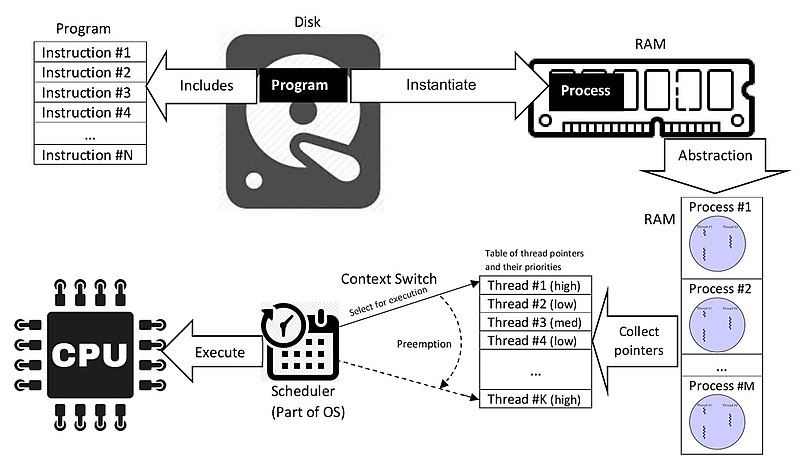 Program
Instruction #1
Instruction #2
Instruction #3
Instruction #4
...
Instruction #N
Includes
Disk
Program
Instantiate
RAM
Process
Abstraction
RAM
Process #1
Thread #1
Thread #2
Process #2
Thread #1
Thread #2
...
Process #M
Thread #1
Thread #2
Collect
pointers
Table of thread pointers
and their priorities
Thread #1 (high)
Thread #2 (low)
Thread #3 (med)
Thread #4 (low)
...
Thread #K (high)
Context Switch
Select for execution
Preemption
Scheduler
(Part of OS)
Execute
CPU